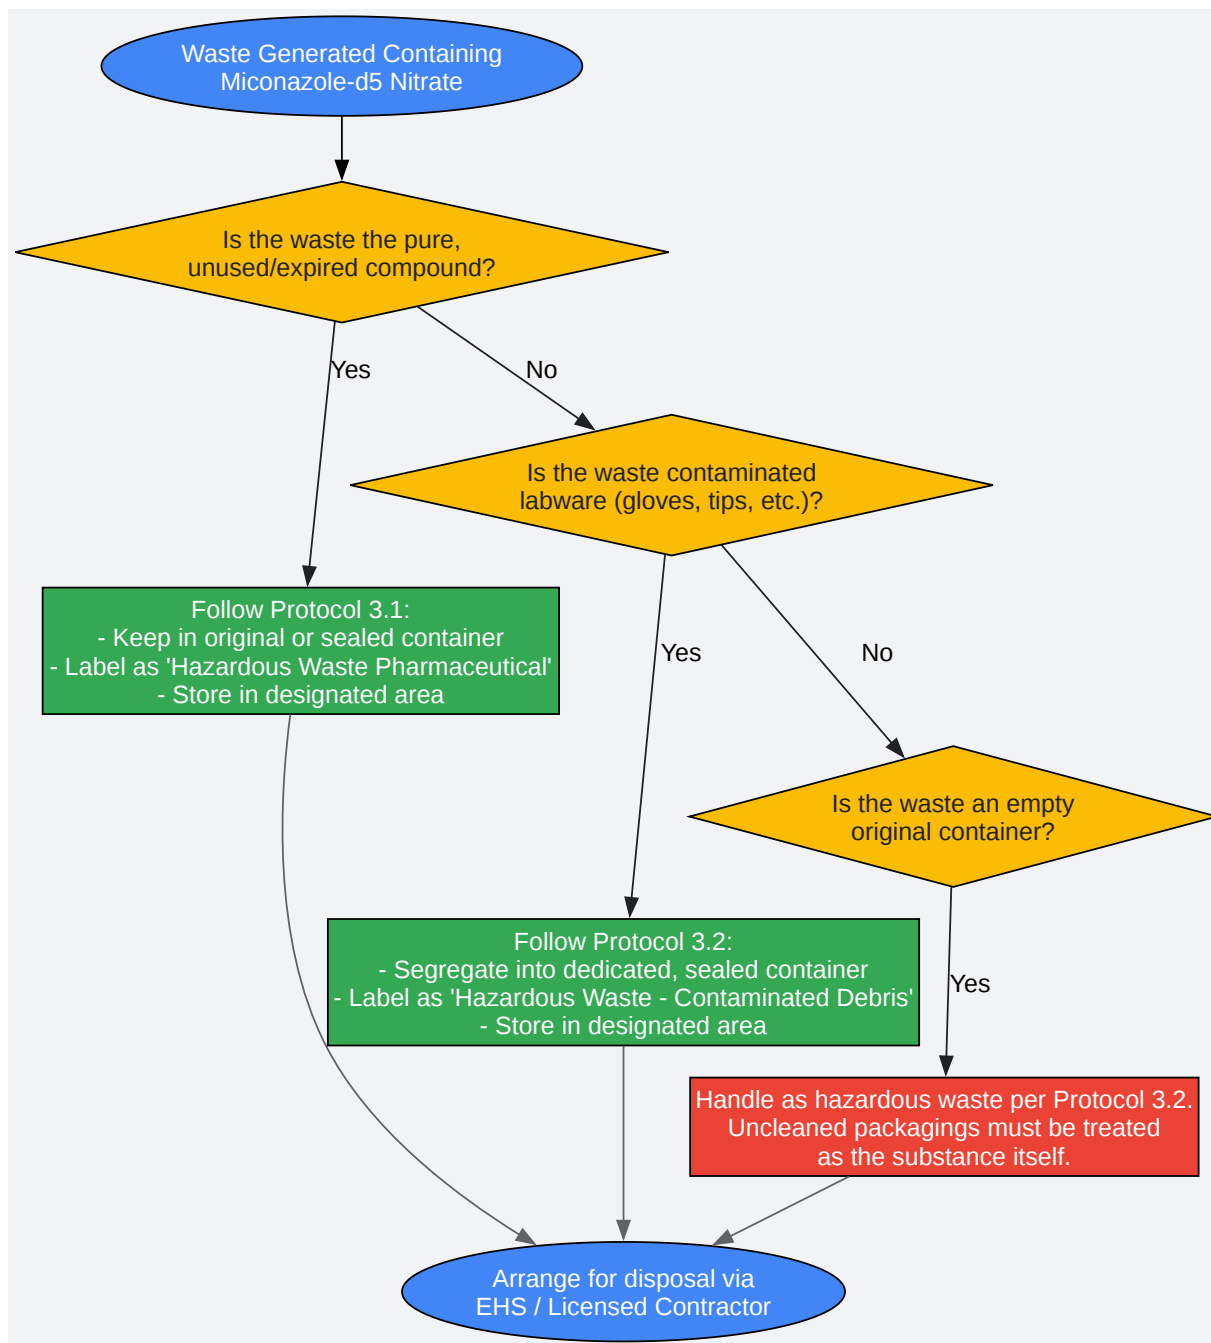 Waste Generated Containing
Miconazole-d5 Nitrate
Is the waste the pure,
unused/expired compound?
Yes
No
Is the waste contaminated
labware (gloves, tips, etc.)?
Follow Protocol 3.1:
- Keep in original or sealed container
- Label as 'Hazardous Waste Pharmaceutical'
- Store in designated area
Yes
No
Is the waste an empty
original container?
Follow Protocol 3.2:
- Segregate into dedicated, sealed container
- Label as 'Hazardous Waste - Contaminated Debris'
- Store in designated area
Yes
Handle as hazardous waste per Protocol 3.2.
Uncleaned packagings must be treated
as the substance itself.
Arrange for disposal via
EHS / Licensed Contractor